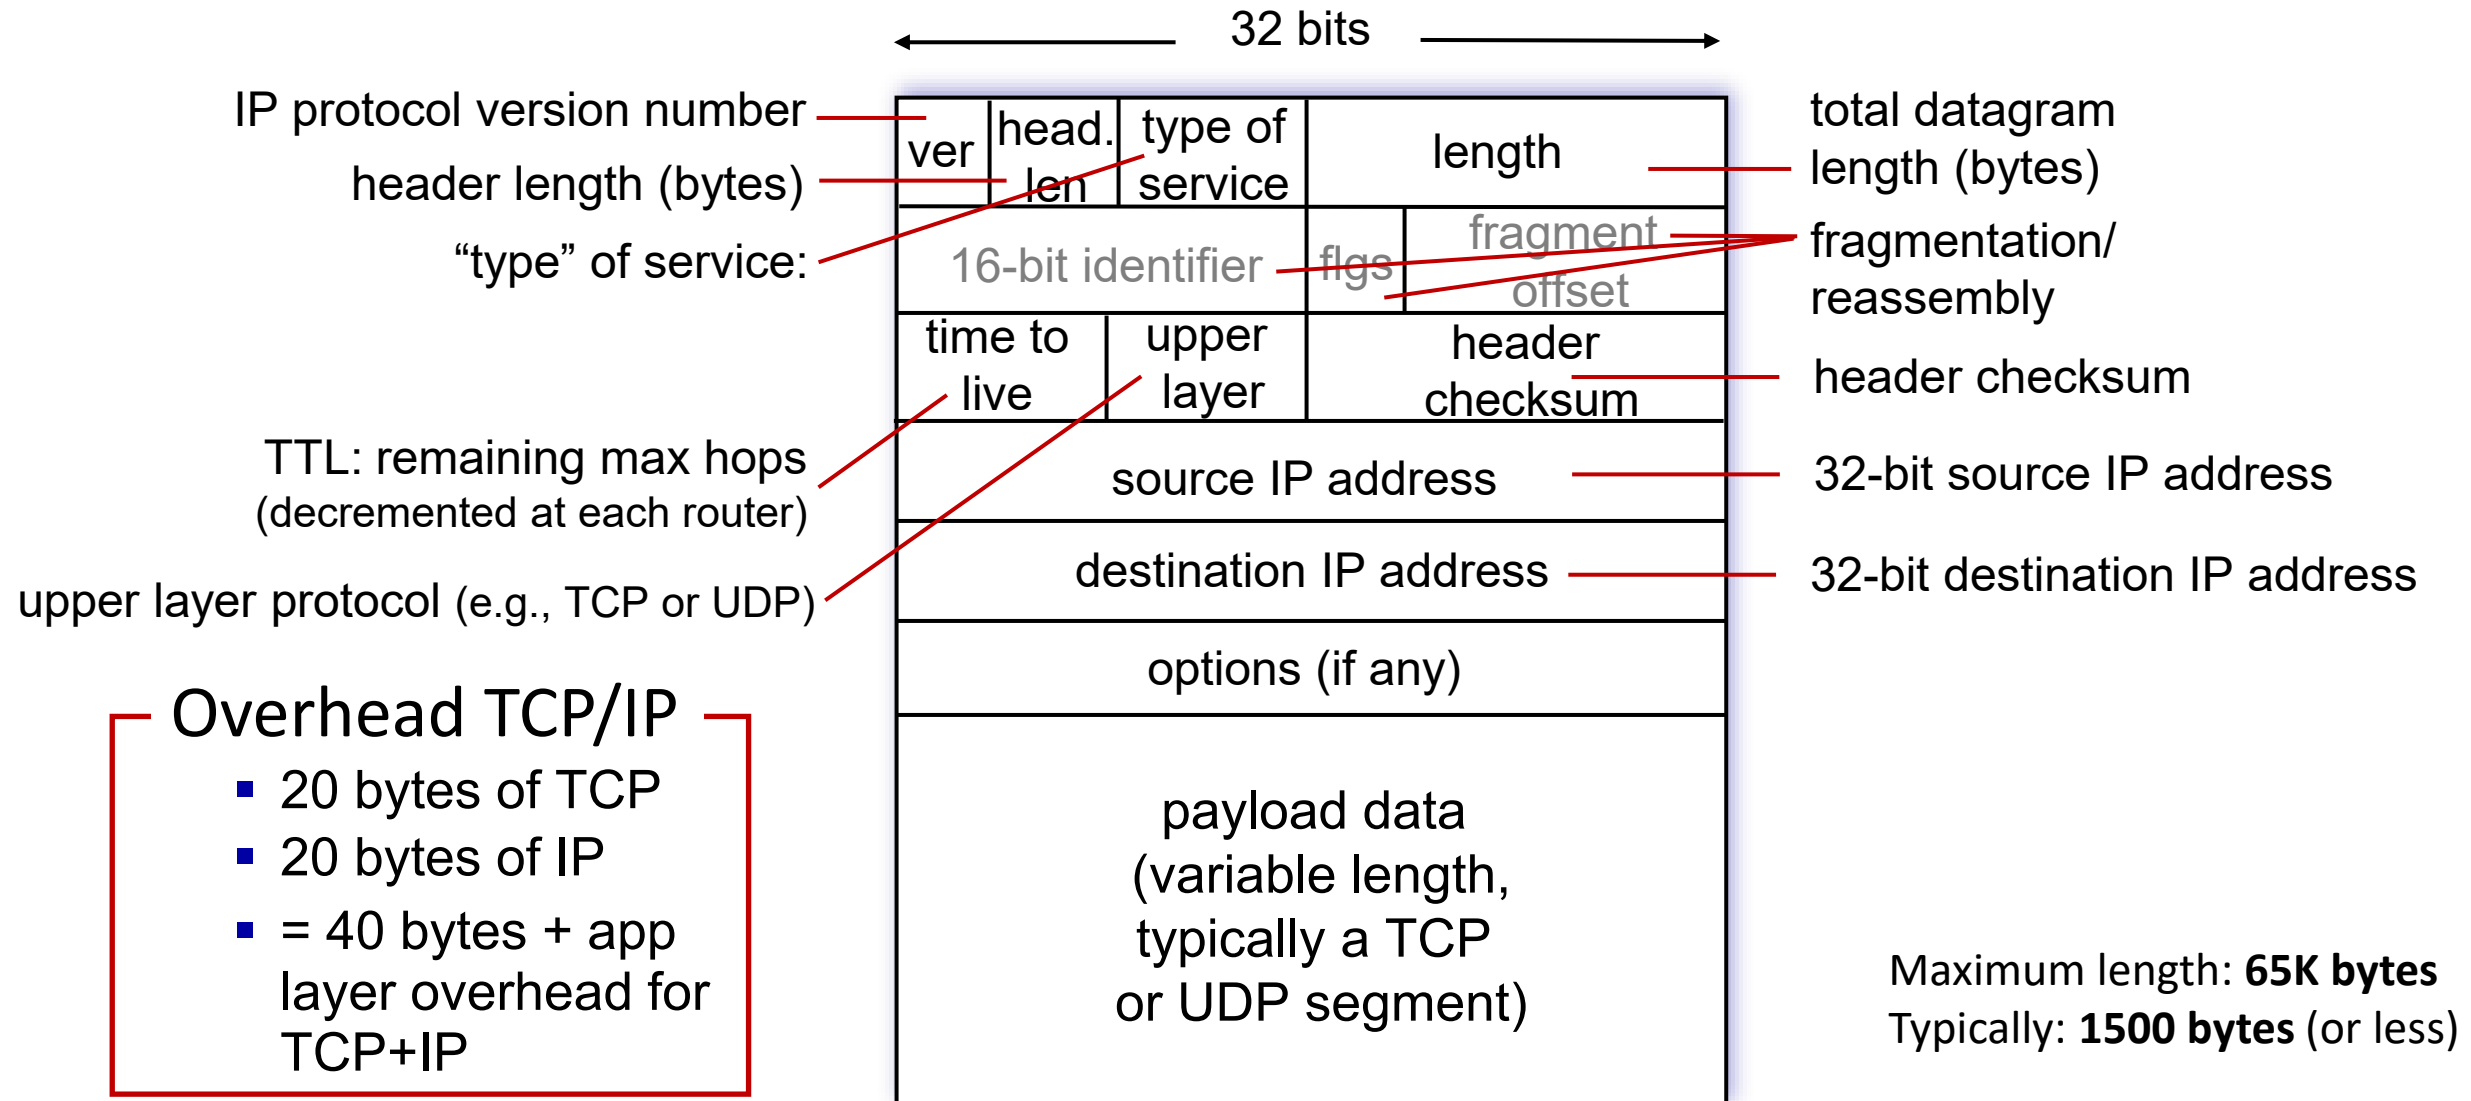 32 bits
IP protocol version number
header length (bytes)
“type” of service:
TTL: remaining max hops
(decremented at each router)
upper layer protocol (e.g., TCP or UDP)
ver
head.
len
type of
service
length
16-bit identifier
flgs
fragment
offset
time to
live
upper
layer
header
checksum
source IP address
destination IP address
options (if any)
payload data
(variable length,
typically a TCP
or UDP segment)
total datagram
length (bytes)
fragmentation/
reassembly
header checksum
32-bit source IP address
32-bit destination IP address
Overhead TCP/IP
▪ 20 bytes of TCP
▪ 20 bytes of IP
▪ = 40 bytes + app
layer overhead for
TCP+IP
Maximum length: 65K bytes
Typically: 1500 bytes (or less)